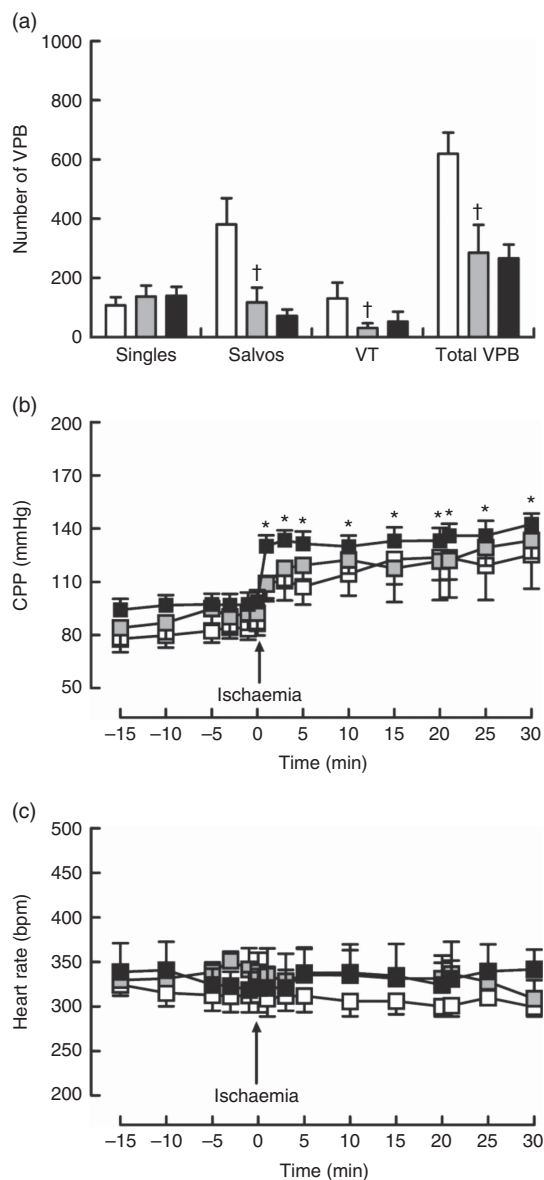 (a)
1000
800
600
400
200
0
Number of VPB
†
†
†
Singles Salvos VT Total VPB
(b)
200
170
140
110
80
50
CPP (mmHg)
* * * * * * * * *
Ischaemia
–15 –10 –5 0 5 10 15 20 25 30
Time (min)
(c)
500
450
400
350
300
250
200
Heart rate (bpm)
Ischaemia
–15 –10 –5 0 5 10 15 20 25 30
Time (min)